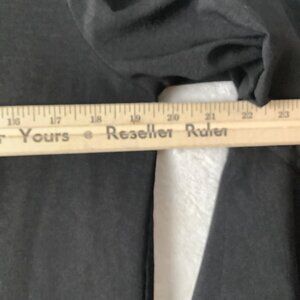 16 17 18 19 20 21 22 23
r Yours Reseller Ruler